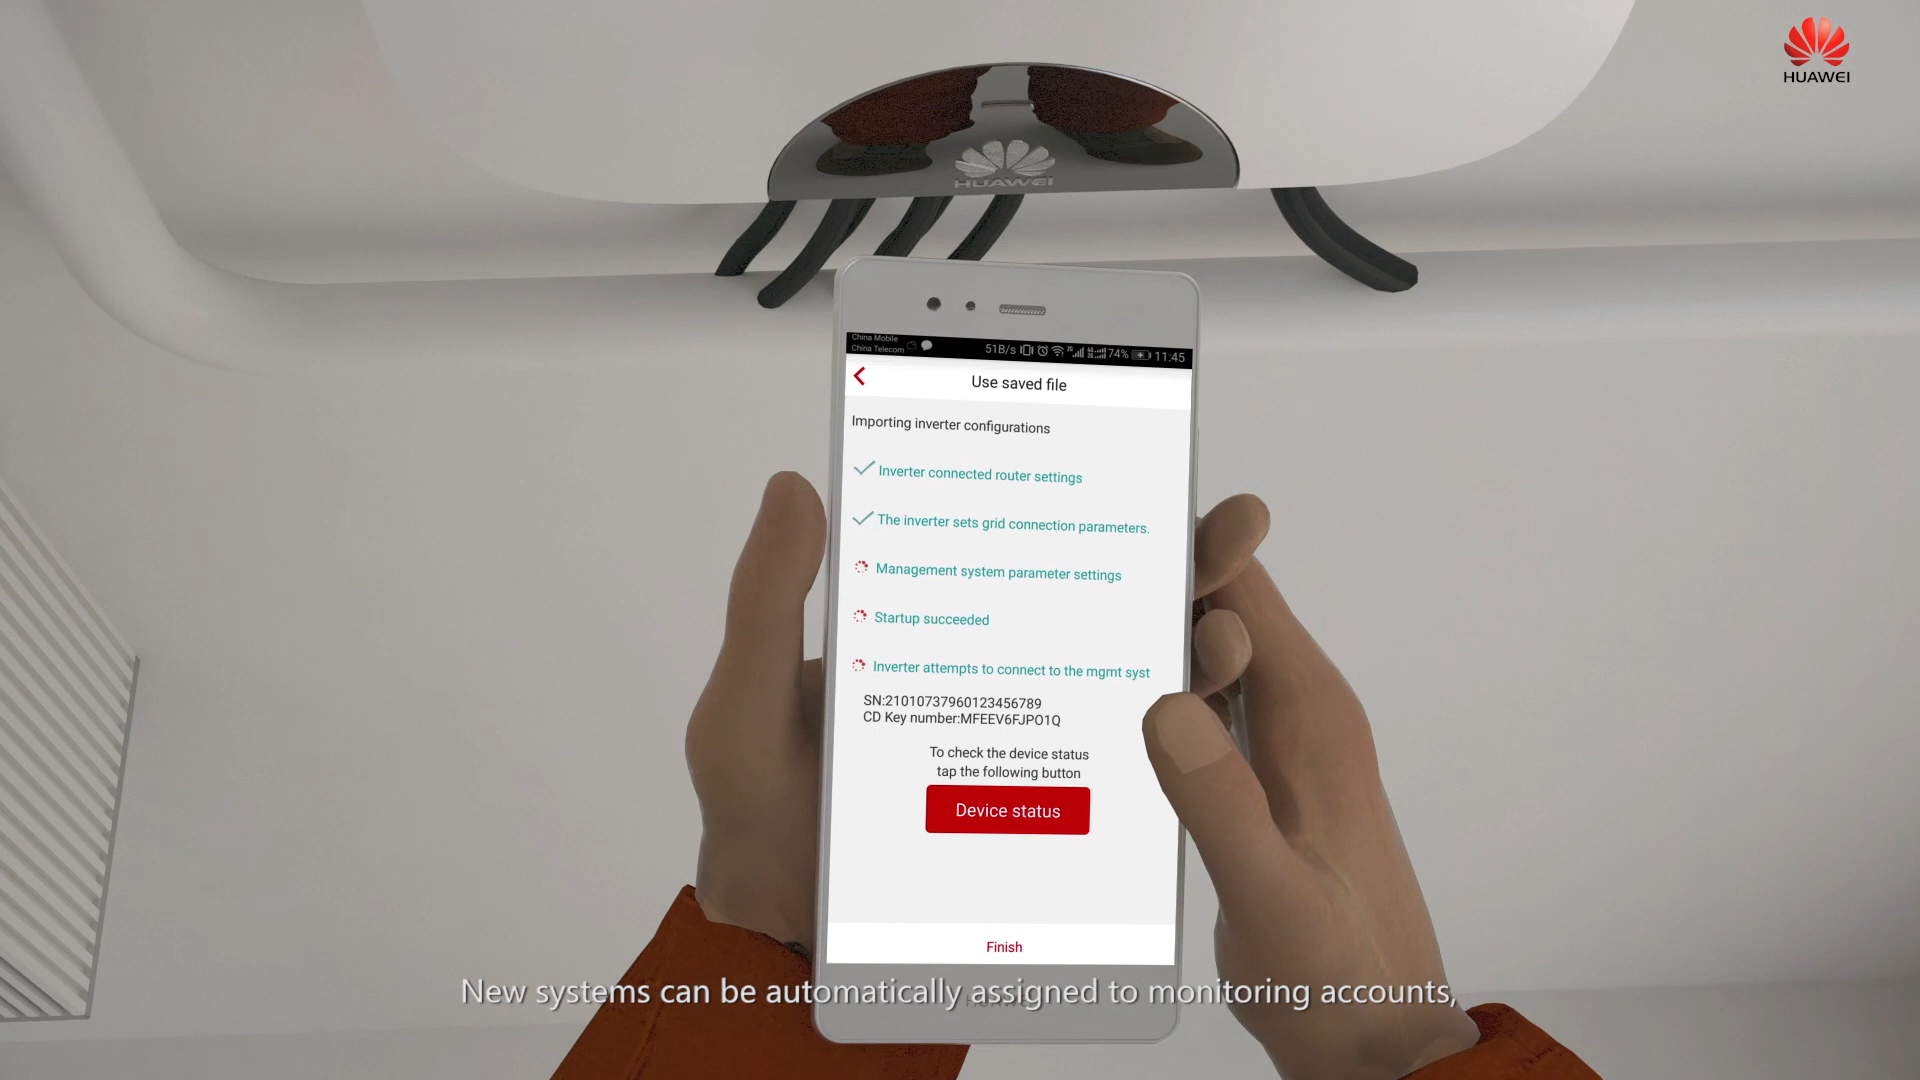 HUAWEI
HUAWEI
China Mobile
China Telecom
51B/s
74%
11:45
Use saved file
Importing inverter configurations
Inverter connected router settings
The inverter sets grid connection parameters.
Management system parameter settings
Startup succeeded
Inverter attempts to connect to the mgmt syst
SN:21010737960123456789
CD Key number:MFEEV6FJPO1Q
To check the device status
tap the following button
Device status
Finish
New systems can be automatically assigned to monitoring accounts,
HUAWEI